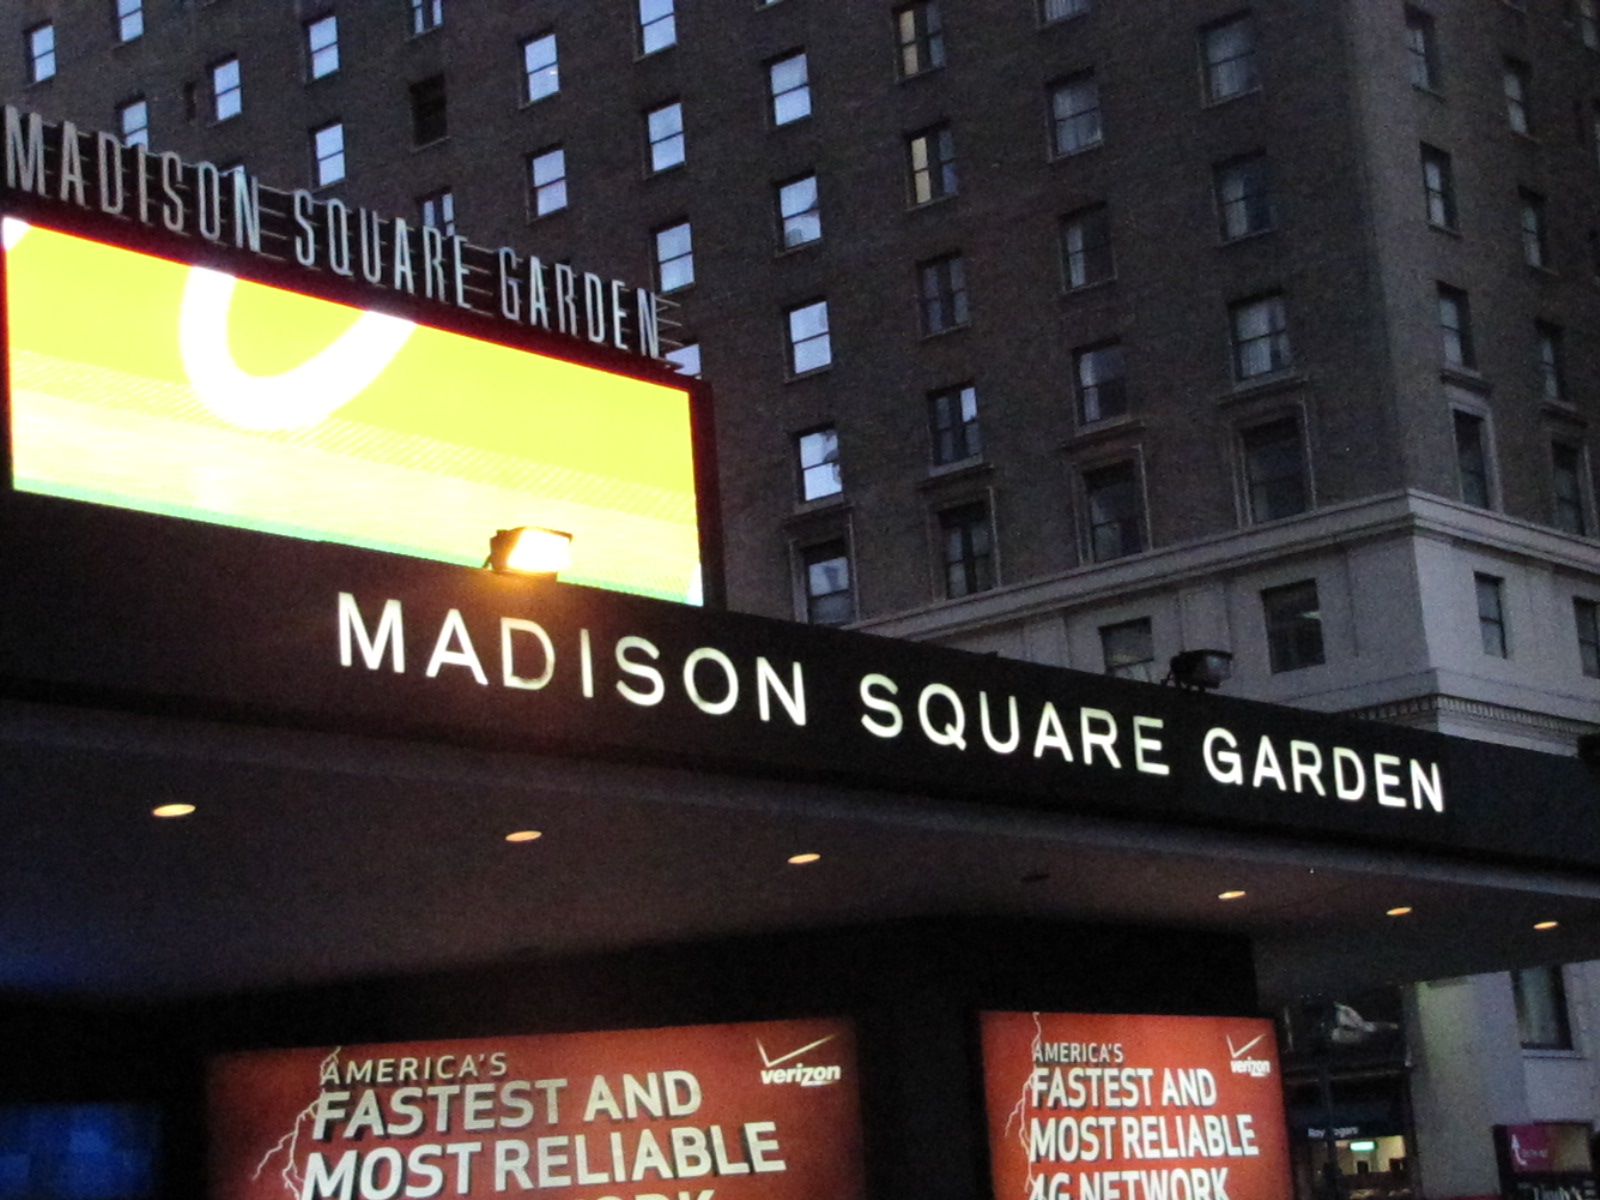 MADISON SQUARE GARDEN
MADISON SQUARE GARDEN
AMERICA'S
FASTEST AND
MOST RELIABLE
verizon
AMERICA'S
FASTEST AND
MOST RELIABLE
4G NETWORK
verizon